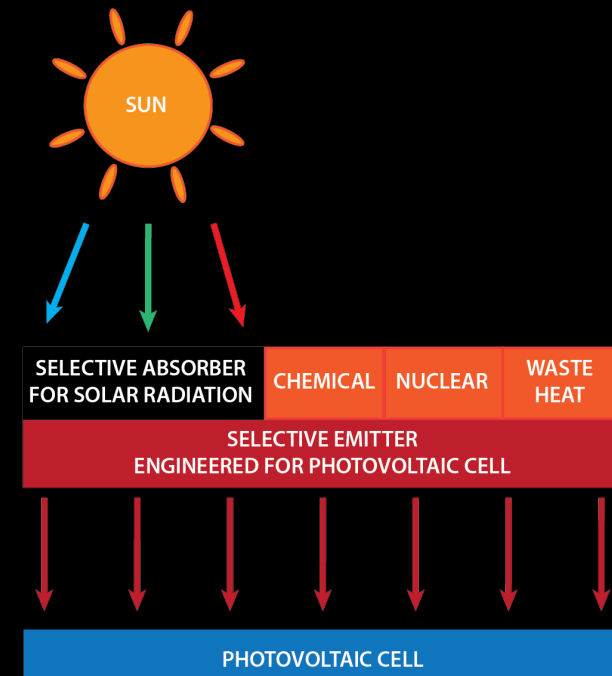 SUN
SELECTIVE ABSORBER
FOR SOLAR RADIATION
CHEMICAL
NUCLEAR
WASTE
HEAT
SELECTIVE EMITTER
ENGINEERED FOR PHOTOVOLTAIC CELL
PHOTOVOLTAIC CELL